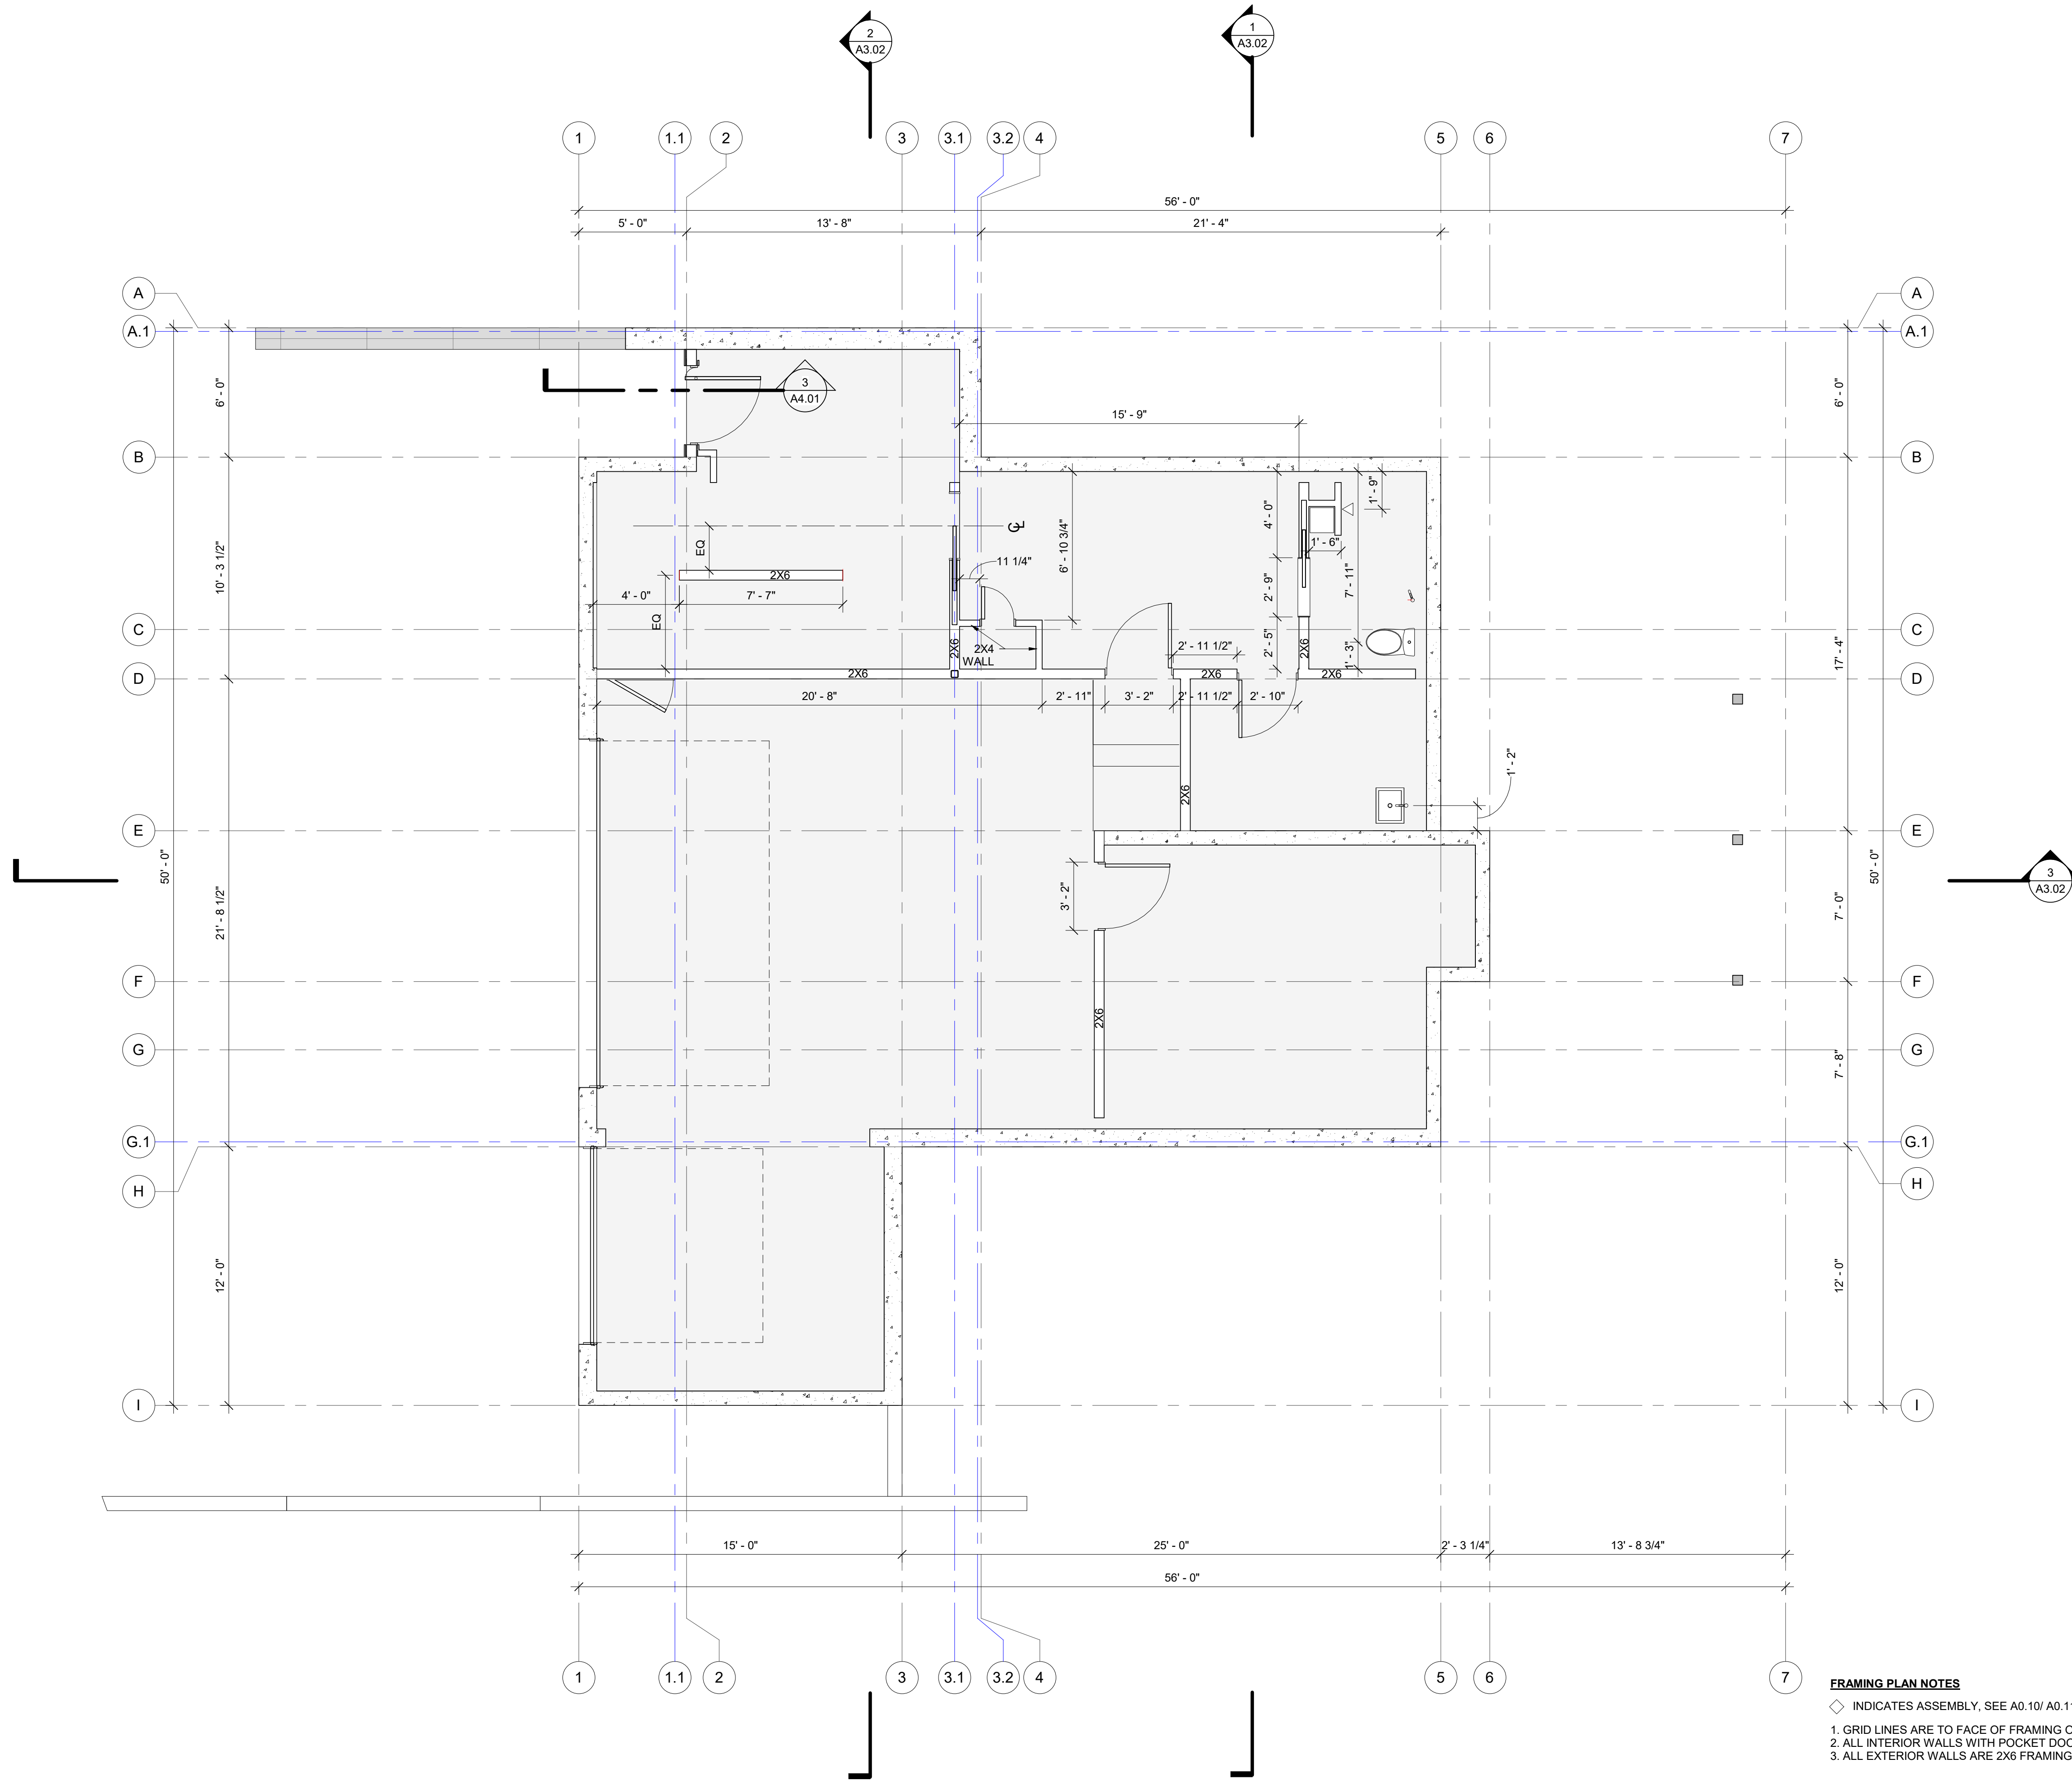 2
A3.02
1
A3.02
1
1.1
2
3
3.1
3.2
4
5
6
7
56' - 0"
5' - 0"
13' - 8"
21' - 4"
A
A
A.1
A.1
6' - 0"
6' - 0"
3
A4.01
15' - 9"
B
B
1' - 9"
4' - 0"
1' - 6"
EQ
℄
6' - 10 3/4"
10' - 3 1/2"
11 1/4"
2X6
7' - 11"
2' - 9"
4' - 0"
7' - 7"
EQ
C
C
2' - 5"
2X6
2X4
WALL
2' - 11 1/2"
2X6
1' - 3"
17' - 4"
D
2X6
2X6
2X6
D
20' - 8"
2' - 11"
3' - 2"
2' - 11 1/2"
2' - 10"
1' - 2"
2X6
E
E
50' - 0"
50' - 0"
3
A3.02
3' - 2"
21' - 8 1/2"
7' - 0"
F
F
2X6
G
G
7' - 8"
G.1
G.1
H
H
12' - 0"
12' - 0"
I
I
15' - 0"
25' - 0"
2' - 3 1/4"
13' - 8 3/4"
56' - 0"
1
1.1
2
3
3.1
3.2
4
5
6
7
FRAMING PLAN NOTES
INDICATES ASSEMBLY, SEE A0.10/ A0.11
1. GRID LINES ARE TO FACE OF FRAMING
2. ALL INTERIOR WALLS WITH POCKET
3. ALL EXTERIOR WALLS ARE 2X6 FRAMING